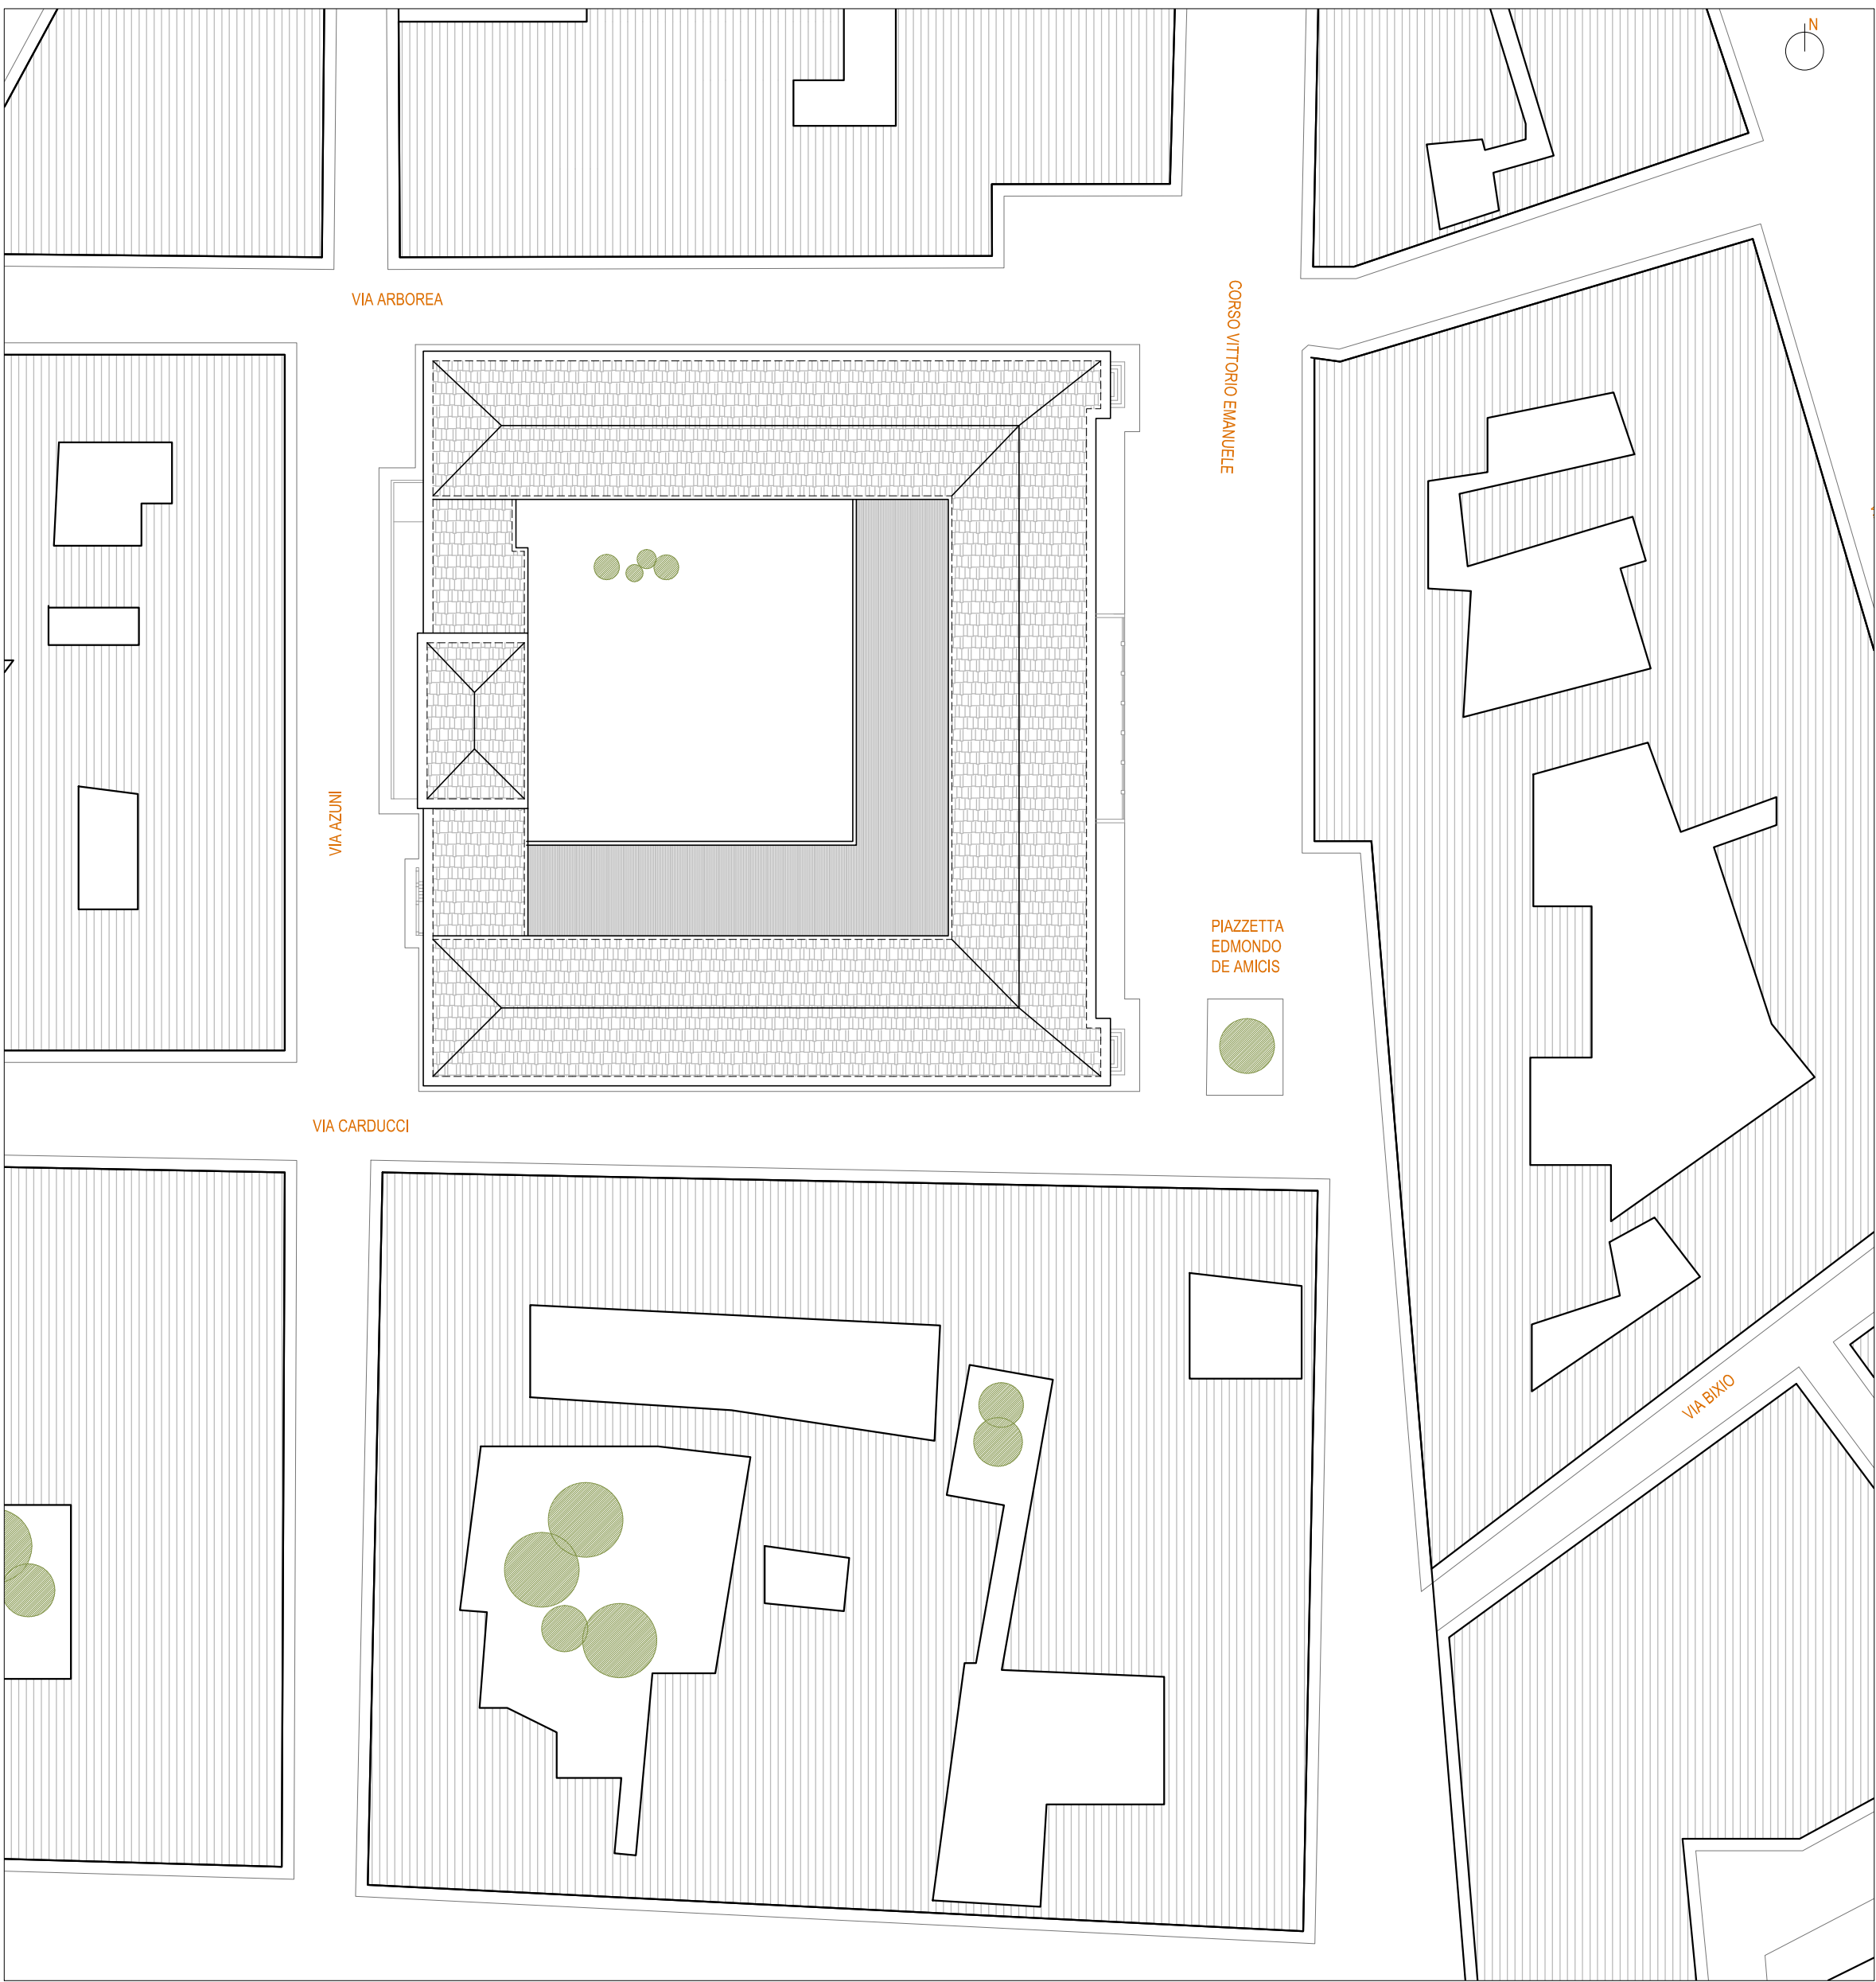 N
VIA ARBOREA
CORSO VITTORIO EMANUELE
VIA AZUNI
PIAZZETTA
EDMONDO
DE AMICIS
VIA CARDUCCI
VIA BIXIO